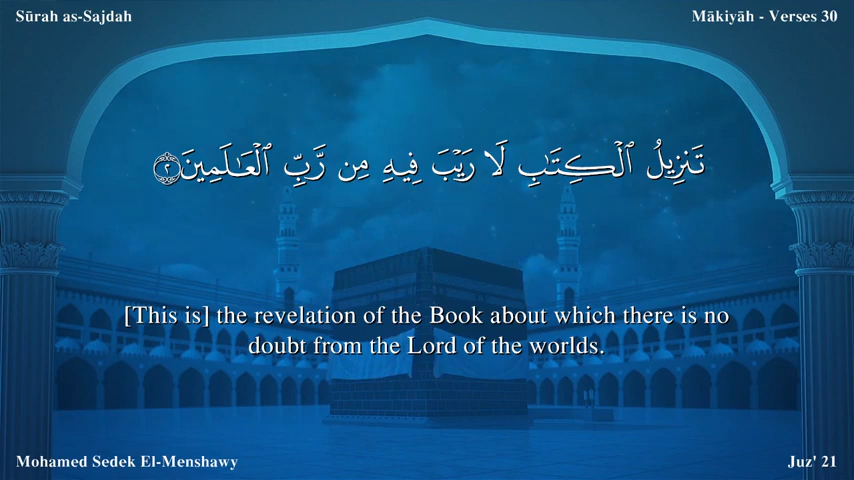 Sūrah as-Sajdah
Mākiyāh - Verses 30
تَنزِيلُ ٱلْكِتَـٰبِ لَا رَيْبَ فِيهِ مِن رَّبِّ ٱلْعَـٰلَمِينَ ٢
[This is] the revelation of the Book about which there is no
doubt from the Lord of the worlds.
Mohamed Sedek El-Menshawy
Juz' 21